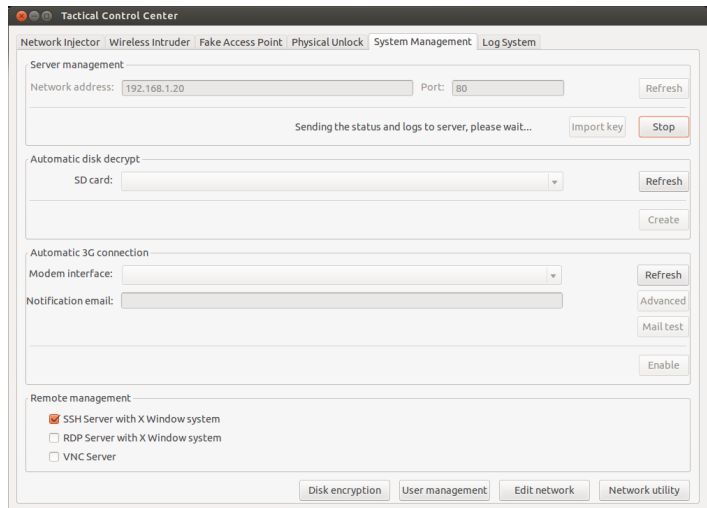 Tactical Control Center
Network Injector Wireless Intruder Fake Access Point Physical Unlock System Management Log System
Server management
Network address: 192.168.1.20 Port: 80 Refresh
Sending the status and logs to server, please wait... Import key Stop
Automatic disk decrypt
SD card: Refresh
Create
Automatic 3G connection
Modem interface: Refresh
Notification email: Advanced
Mail test
Enable
Remote management
SSH Server with X Window system
RDP Server with X Window system
VNC Server
Disk encryption User management Edit network Network utility